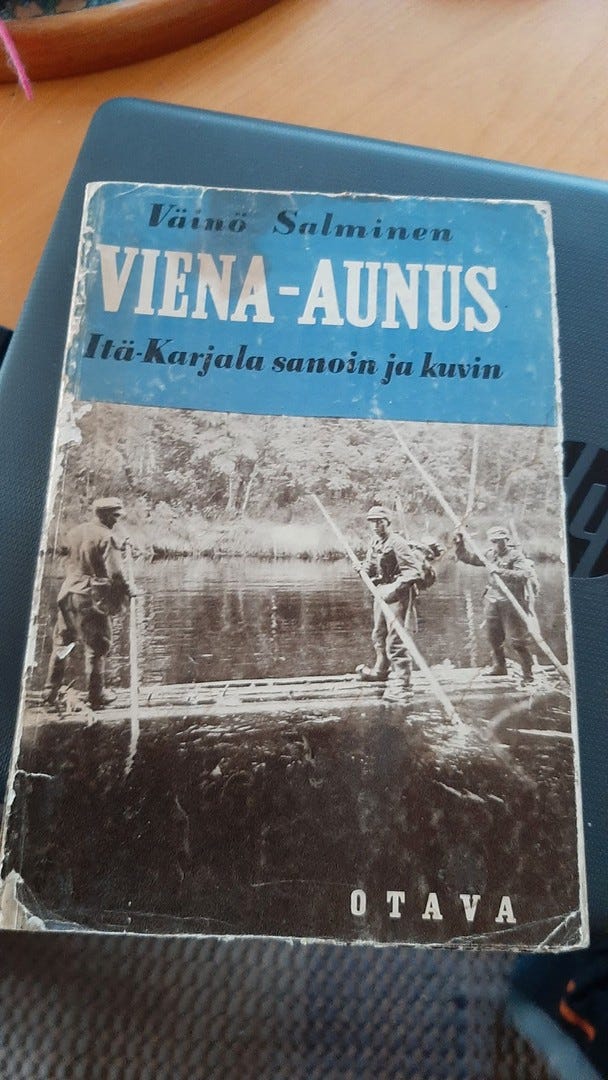 Väinö Salminen
VIENA-AUNUS
Itä-Karjala sanoin ja kuvin
OTAVA